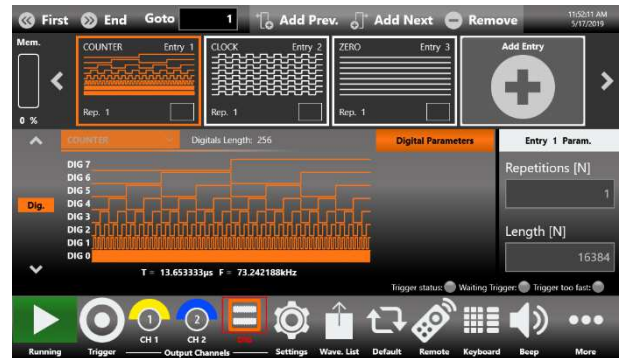 First End Goto 1 Add Prev. Add Next Remove 11:52:11 AM
5/17/2019
Mem.
0 %
COUNTER Entry 1
Rep. 1
CLOCK Entry 2
Rep. 1
ZERO Entry 3
Rep. 1
Add Entry
COUNTER Digitals Length: 256 Digital Parameters Entry 1 Param.
Dig.
DIG 7
DIG 6
DIG 5
DIG 4
DIG 3
DIG 2
DIG 1
DIG 0
T = 13.653333µs F = 73.242188kHz
Repetitions [N]
1
Length [N]
16384
Trigger status: Waiting Trigger: Trigger too fast:
1 2
CH 1 CH 2 DIG
Running Trigger Output Channels Settings Wave. List Default Remote Keyboard Beep More